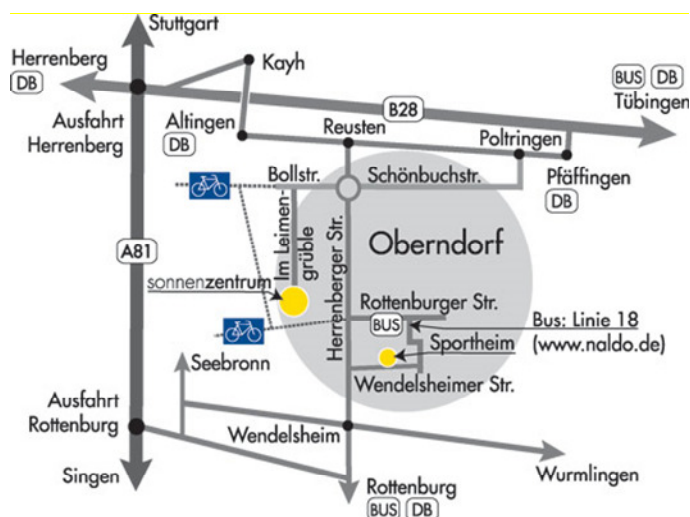 Stuttgart
Herrenberg
DB
Kayh
BUS DB
Tübingen
B28
Ausfahrt
Herrenberg
Altingen
DB
Reusten
Poltringen
Pfäffingen
DB
Bollstr.
Schönbuchstr.
Im Leimen-
grüble
A81
Oberndorf
sonnenzentrum
Herrenberger Str.
Rottenburger Str.
BUS
Bus: Linie 18
(www.naldo.de)
Sportheim
Seebronn
Wendelsheimer Str.
Ausfahrt
Rottenburg
Wendelsheim
Singen
Wurmlingen
Rottenburg
BUS DB